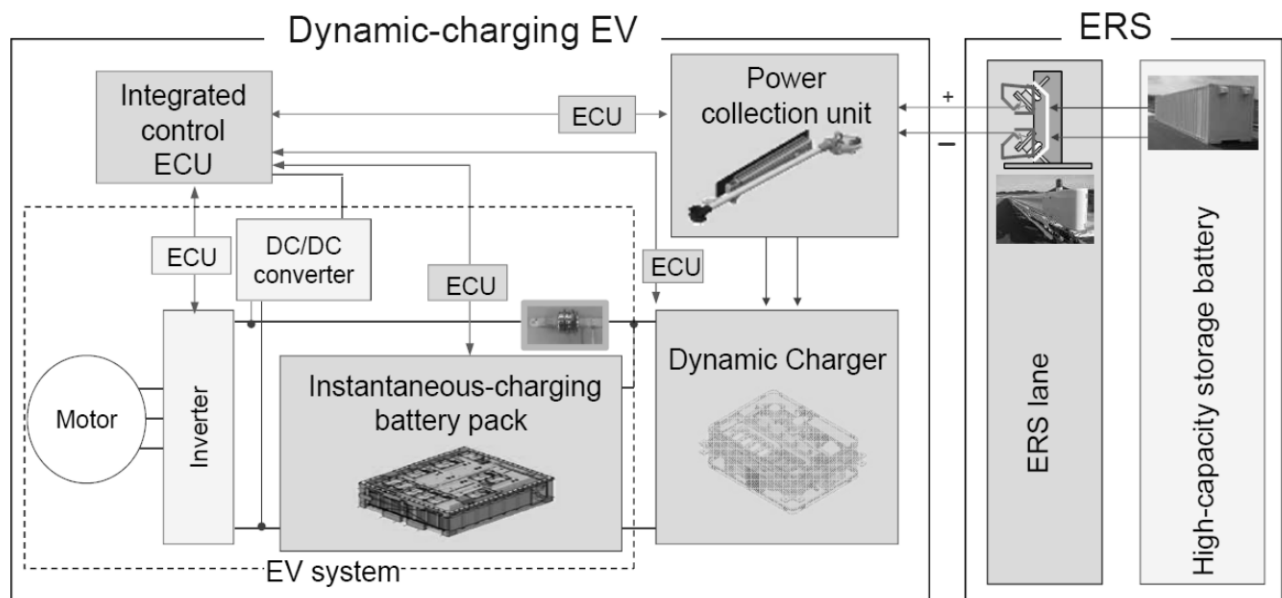 Dynamic-charging EV
ERS
Integrated
control
ECU
ECU
Power
collection unit
+
−
ECU
DC/DC
converter
ECU
ECU
Motor
Inverter
Instantaneous-charging
battery pack
Dynamic Charger
EV system
ERS lane
High-capacity storage battery